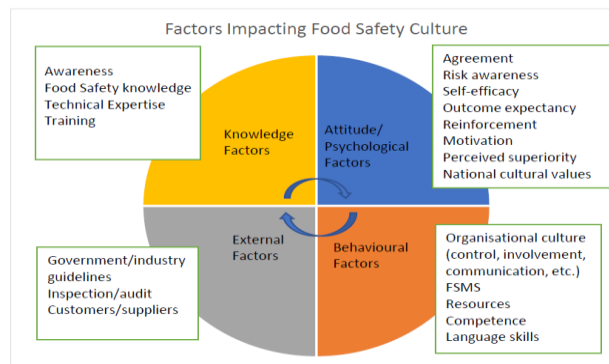 Factors Impacting Food Safety Culture
Awareness
Food Safety knowledge
Technical Expertise
Training
Agreement
Risk awareness
Self-efficacy
Outcome expectancy
Reinforcement
Motivation
Perceived superiority
National cultural values
Knowledge
Factors
Attitude/
Psychological
Factors
External
Factors
Behavioural
Factors
Government/industry
guidelines
Inspection/audit
Customers/suppliers
Organisational culture
(control, involvement,
communication, etc.)
FSMS
Resources
Competence
Language skills